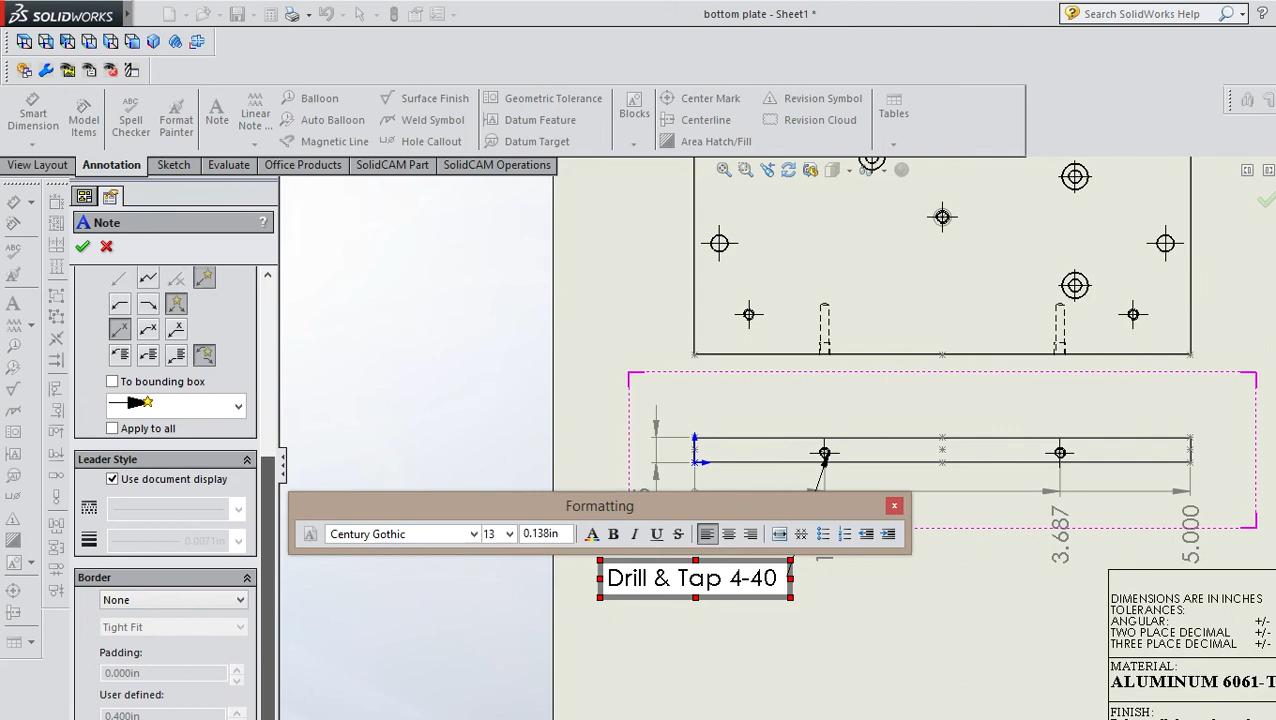 SOLIDWORKS
bottom plate - Sheet1 *
Search SolidWorks Help
Smart Dimension
Model Items
Spell Checker
Format Painter
Note
Linear Note ...
Balloon
Auto Balloon
Magnetic Line
Surface Finish
Weld Symbol
Hole Callout
Geometric Tolerance
Datum Feature
Datum Target
Blocks
Center Mark
Centerline
Area Hatch/Fill
Revision Symbol
Revision Cloud
Tables
View Layout
Annotation
Sketch
Evaluate
Office Products
SolidCAM Part
SolidCAM Operations
Note
To bounding box
Apply to all
Leader Style
Use document display
0.0071in
Border
None
Tight Fit
Padding:
0.000in
User defined:
0.400in
Formatting
Century Gothic
13
0.138in
Drill & Tap 4-40
3.687
5.000
DIMENSIONS ARE IN INCHES
TOLERANCES:
ANGULAR: +/-
TWO PLACE DECIMAL +/-
THREE PLACE DECIMAL +/-
MATERIAL:
ALUMINUM 6061-T
FINISH: